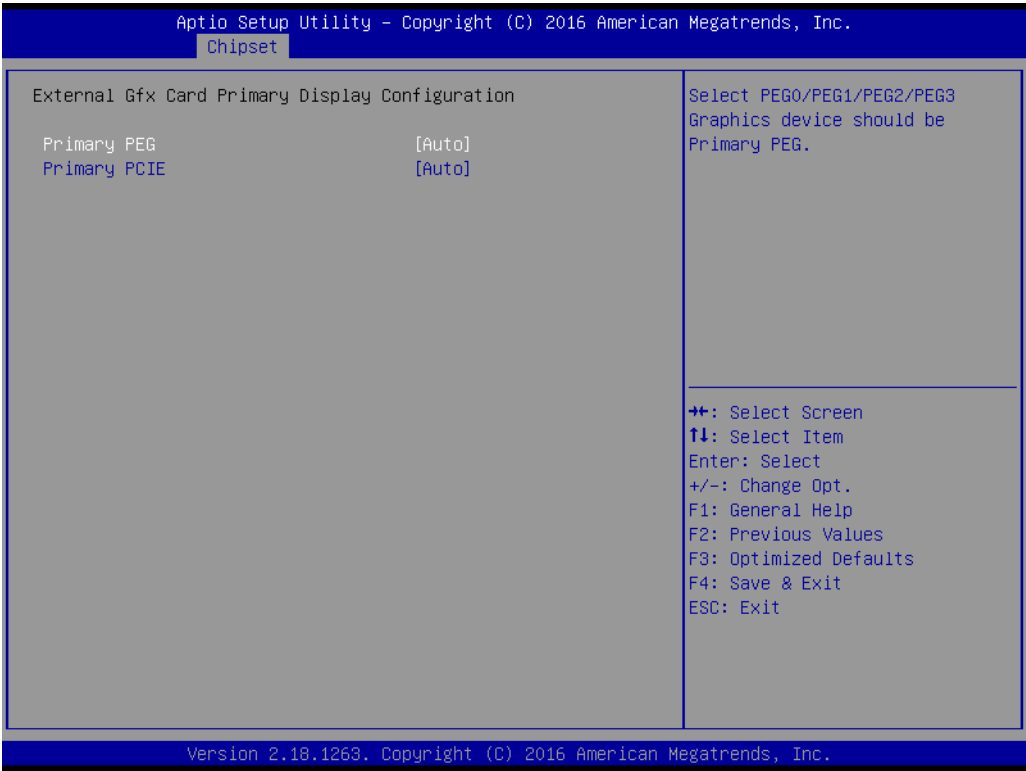 Aptio Setup Utility – Copyright (C) 2016 American Megatrends, Inc.
Chipset
External Gfx Card Primary Display Configuration
Primary PEG [Auto]
Primary PCIE [Auto]
Select PEG0/PEG1/PEG2/PEG3
Graphics device should be
Primary PEG.
→←: Select Screen
↑↓: Select Item
Enter: Select
+/-: Change Opt.
F1: General Help
F2: Previous Values
F3: Optimized Defaults
F4: Save & Exit
ESC: Exit
Version 2.18.1263. Copyright (C) 2016 American Megatrends, Inc.